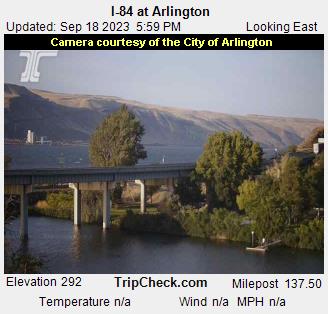 I-84 at Arlington
Updated: Sep 18 2023 5:59 PM Looking East
Camera courtesy of the City of Arlington
Elevation 292 TripCheck.com Milepost 137.50
Temperature n/a Wind n/a MPH n/a